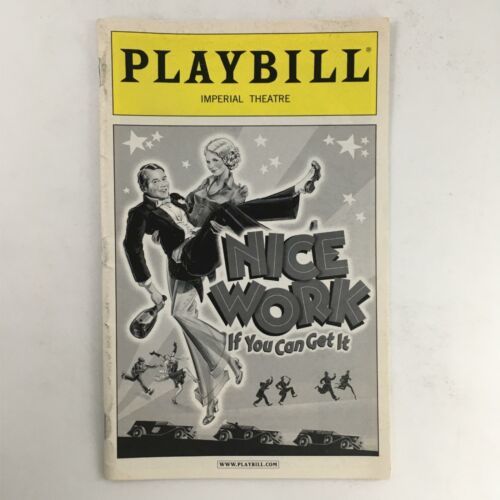 PLAYBILL®
IMPERIAL THEATRE
NICE
WORK
If You Can Get It
WWW.PLAYBILL.COM